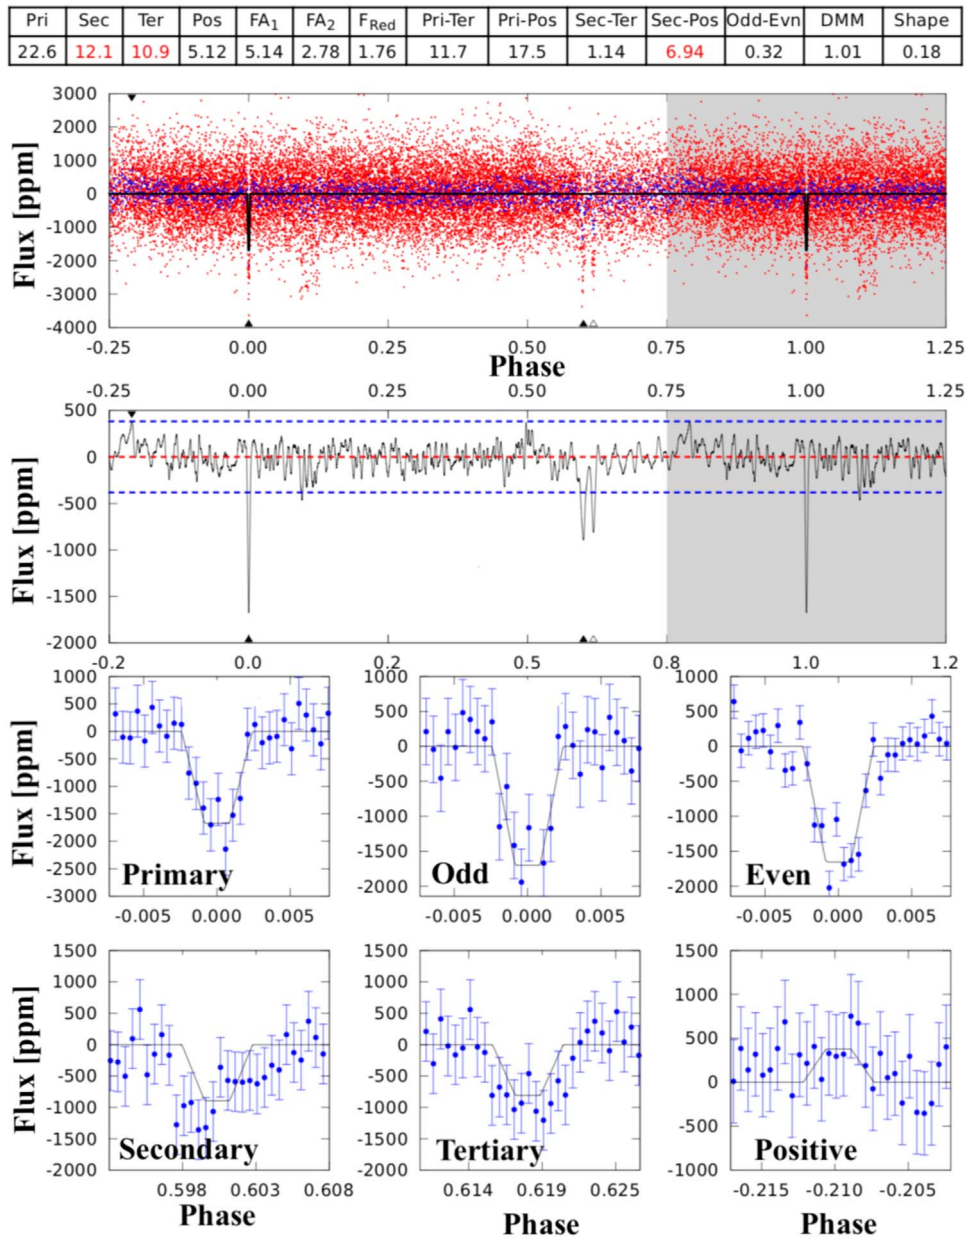 Pri Sec Ter Pos FA1 FA2 FRed Pri-Ter Pri-Pos Sec-Ter Sec-Pos Odd-Evn DMM Shape
22.6 12.1 10.9 5.12 5.14 2.78 1.76 11.7 17.5 1.14 6.94 0.32 1.01 0.18
3000
2000
1000
0
-1000
-2000
-3000
-4000
Flux [ppm]
-0.25 0.00 0.25 0.50 0.75 1.00 1.25
Phase
-0.25 0.00 0.25 0.50 0.75 1.00 1.25
500
0
-500
-1000
-1500
-2000
Flux [ppm]
-0.2 0.0 0.2 0.5 0.8 1.0 1.2
1000
500
0
-500
-1000
-1500
-2000
-2500
-3000
Flux [ppm]
Primary
-0.005 0.000 0.005
1000
500
0
-500
-1000
-1500
-2000
Odd
-0.005 0.000 0.005
1000
500
0
-500
-1000
-1500
-2000
Even
-0.005 0.000 0.005
1500
1000
500
0
-500
-1000
-1500
-2000
Flux [ppm]
Secondary
0.598 0.603 0.608
Phase
1500
1000
500
0
-500
-1000
-1500
-2000
Tertiary
0.614 0.619 0.625
Phase
1500
1000
500
0
-500
-1000
Positive
-0.215 -0.210 -0.205
Phase